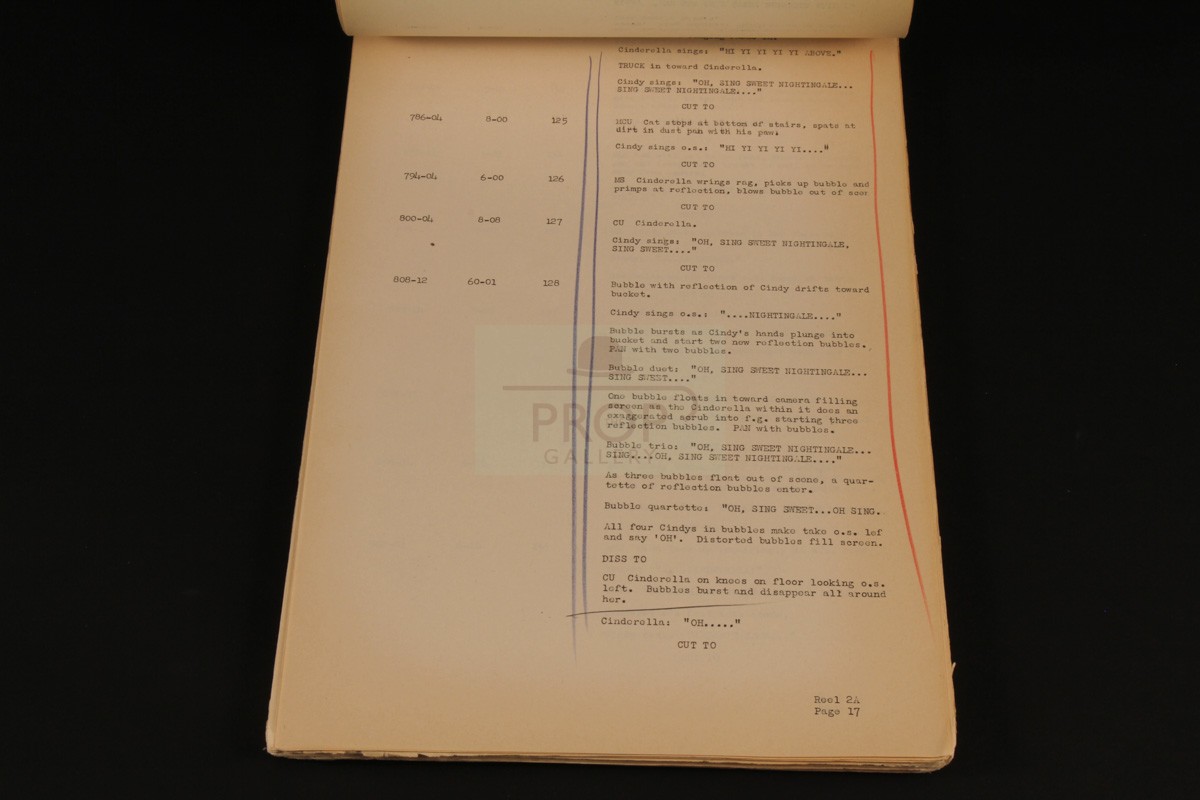 Cinderella sings: "HI YI YI YI YI ABOVE."
TRUCK in toward Cinderella.
Cindy sings: "OH, SING SWEET NIGHTINGALE...
SING SWEET NIGHTINGALE...."
CUT TO
786-04 8-00 125 MCU Cat stops at bottom of stairs, spats at
dirt in dust pan with his paw.
Cindy sings o.s.: "HI YI YI YI YI...."
CUT TO
794-04 6-00 126 MS Cinderella wrings rag, picks up bubble and
primps at reflection, blows bubble out of scen
CUT TO
800-04 8-08 127 CU Cinderella.
Cindy sings: "OH, SING SWEET NIGHTINGALE,
SING SWEET...."
CUT TO
808-12 60-01 128 Bubble with reflection of Cindy drifts toward
bucket.
Cindy sings o.s.: "....NIGHTINGALE...."
Bubble bursts as Cindy's hands plunge into
bucket and start two new reflection bubbles.
PAN with two bubbles.
Bubble duet: "OH, SING SWEET NIGHTINGALE...
SING SWEET...."
One bubble floats in toward camera filling
screen as the Cinderella within it does an
exaggerated scrub into f.g. starting three
reflection bubbles. PAN with bubbles.
Bubble trio: "OH, SING SWEET NIGHTINGALE...
SING....OH, SING SWEET NIGHTINGALE...."
As three bubbles float out of scene, a quar-
tette of reflection bubbles enter.
Bubble quartette: "OH, SING SWEET...OH SING.
All four Cindys in bubbles make take o.s. lef
and say 'OH'. Distorted bubbles fill screen.
DISS TO
CU Cinderella on knees on floor looking o.s.
left. Bubbles burst and disappear all around
her.
Cinderella: "OH....."
CUT TO
Reel 2A
Page 17
PROP
GALLERY